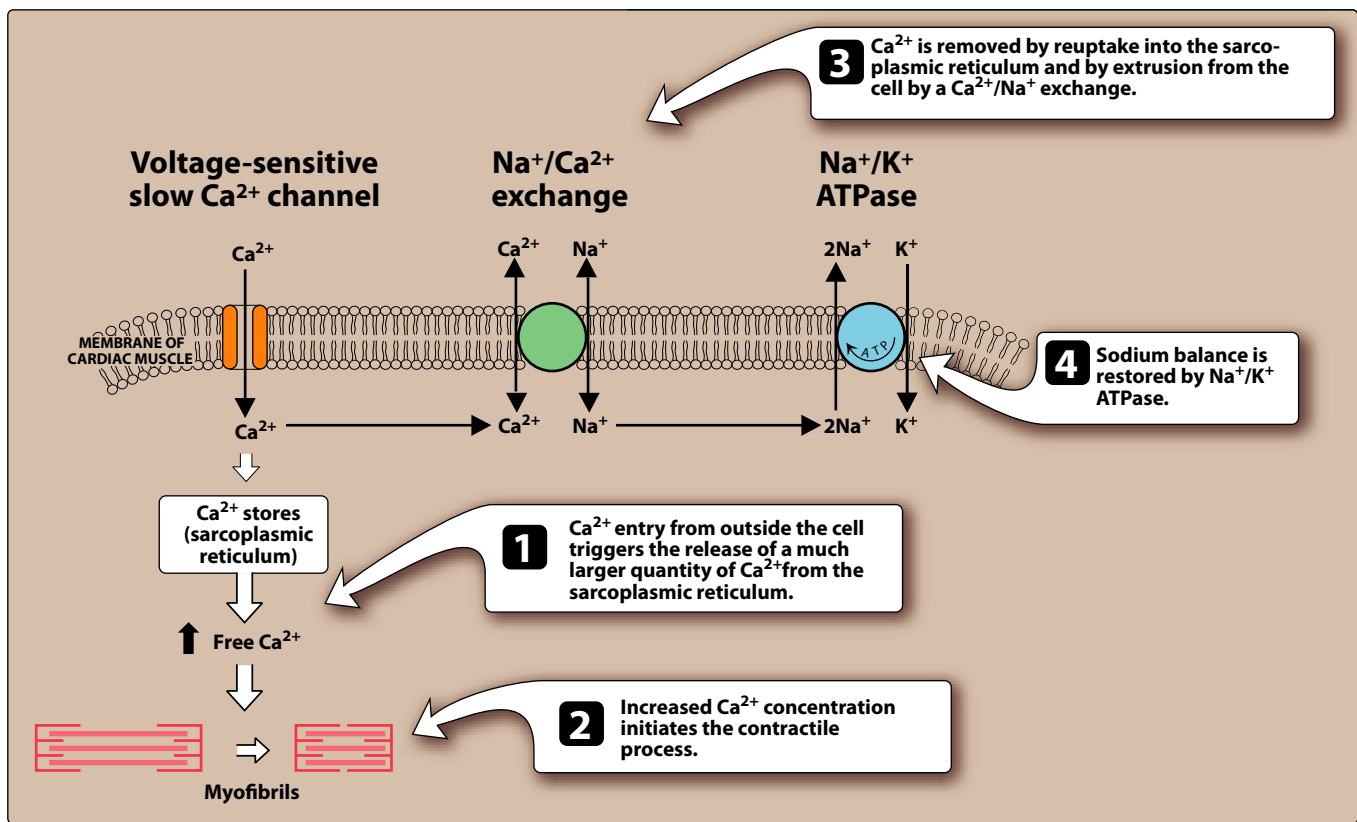 3 Ca²⁺ is removed by reuptake into the sarco-
plasmic reticulum and by extrusion from the
cell by a Ca²⁺/Na⁺ exchange.
Voltage-sensitive
slow Ca²⁺ channel
Na⁺/Ca²⁺
exchange
Na⁺/K⁺
ATPase
Ca²⁺
Ca²⁺ Na⁺
2Na⁺ K⁺
MEMBRANE OF
CARDIAC MUSCLE
ATP
4 Sodium balance is
restored by Na⁺/K⁺
ATPase.
Ca²⁺
Ca²⁺ Na⁺
2Na⁺ K⁺
Ca²⁺ stores
(sarcoplasmic
reticulum)
1 Ca²⁺ entry from outside the cell
triggers the release of a much
larger quantity of Ca²⁺from the
sarcoplasmic reticulum.
Free Ca²⁺
2 Increased Ca²⁺ concentration
initiates the contractile
process.
Myofibrils